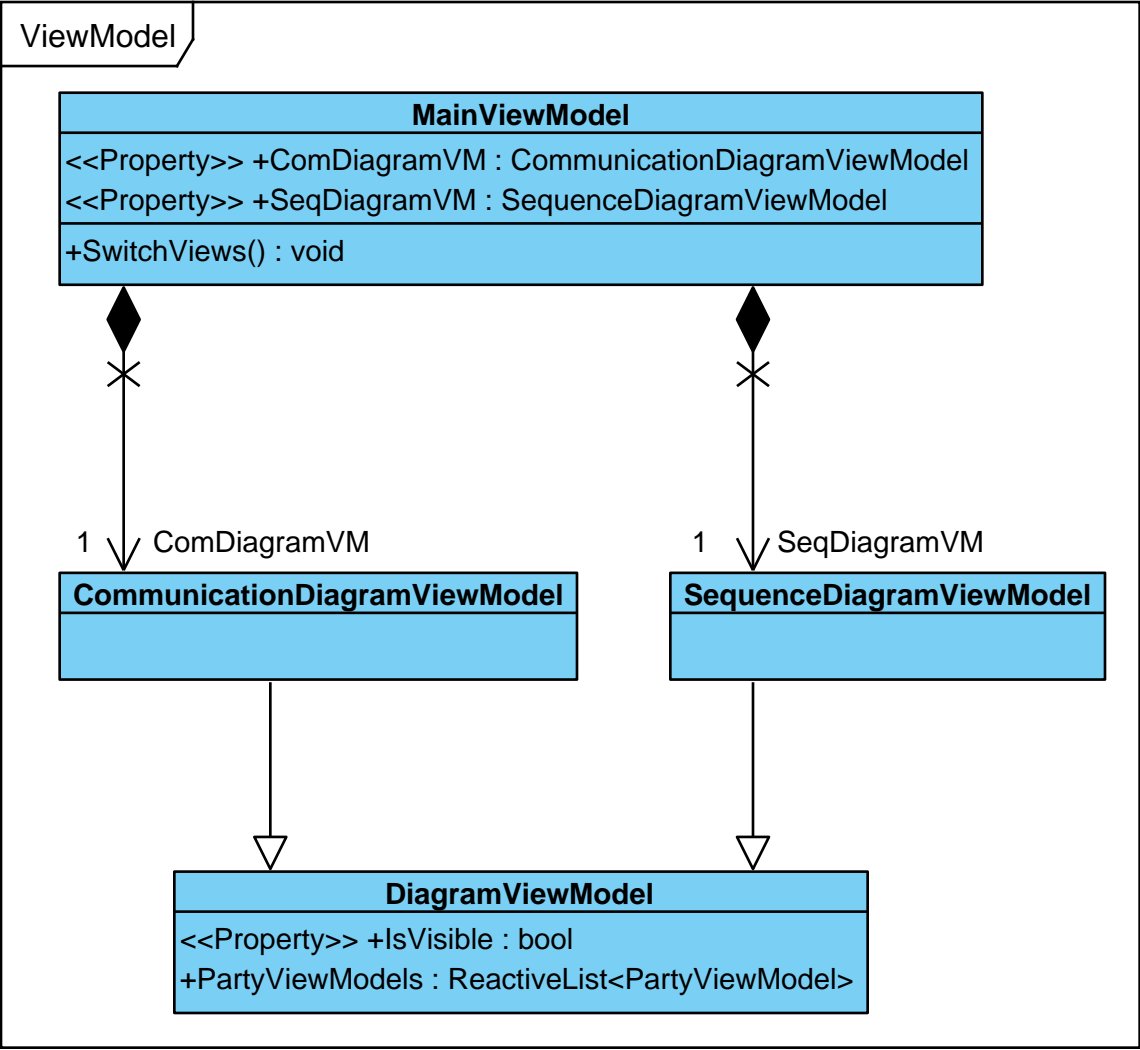 ViewModel
MainViewModel
<<Property>> +ComDiagramVM : CommunicationDiagramViewModel
<<Property>> +SeqDiagramVM : SequenceDiagramViewModel
+SwitchViews() : void
1 ComDiagramVM
1 SeqDiagramVM
CommunicationDiagramViewModel
SequenceDiagramViewModel
DiagramViewModel
<<Property>> +IsVisible : bool
+PartyViewModels : ReactiveList<PartyViewModel>